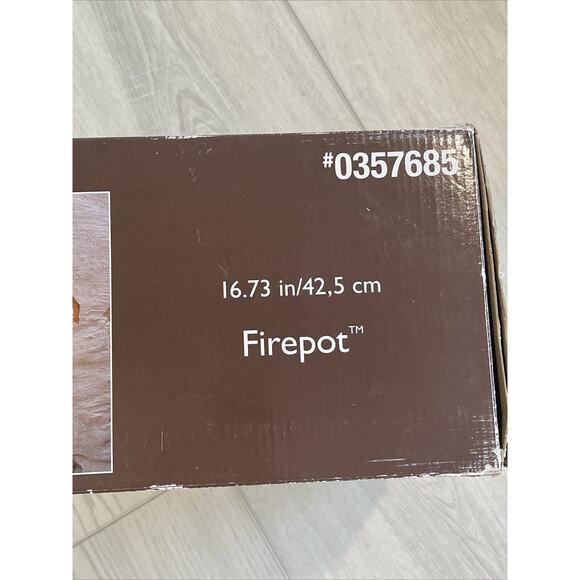 #0357685
16.73 in/42,5 cm
Firepot™